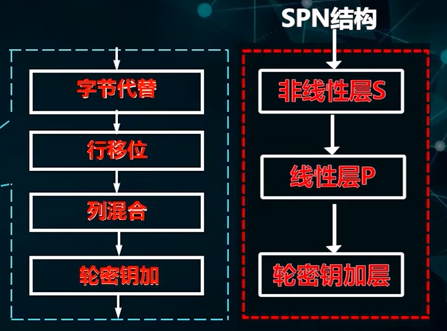 SPN结构
字节代替
行移位
列混合
轮密钥加
非线性层S
线性层P
轮密钥加层